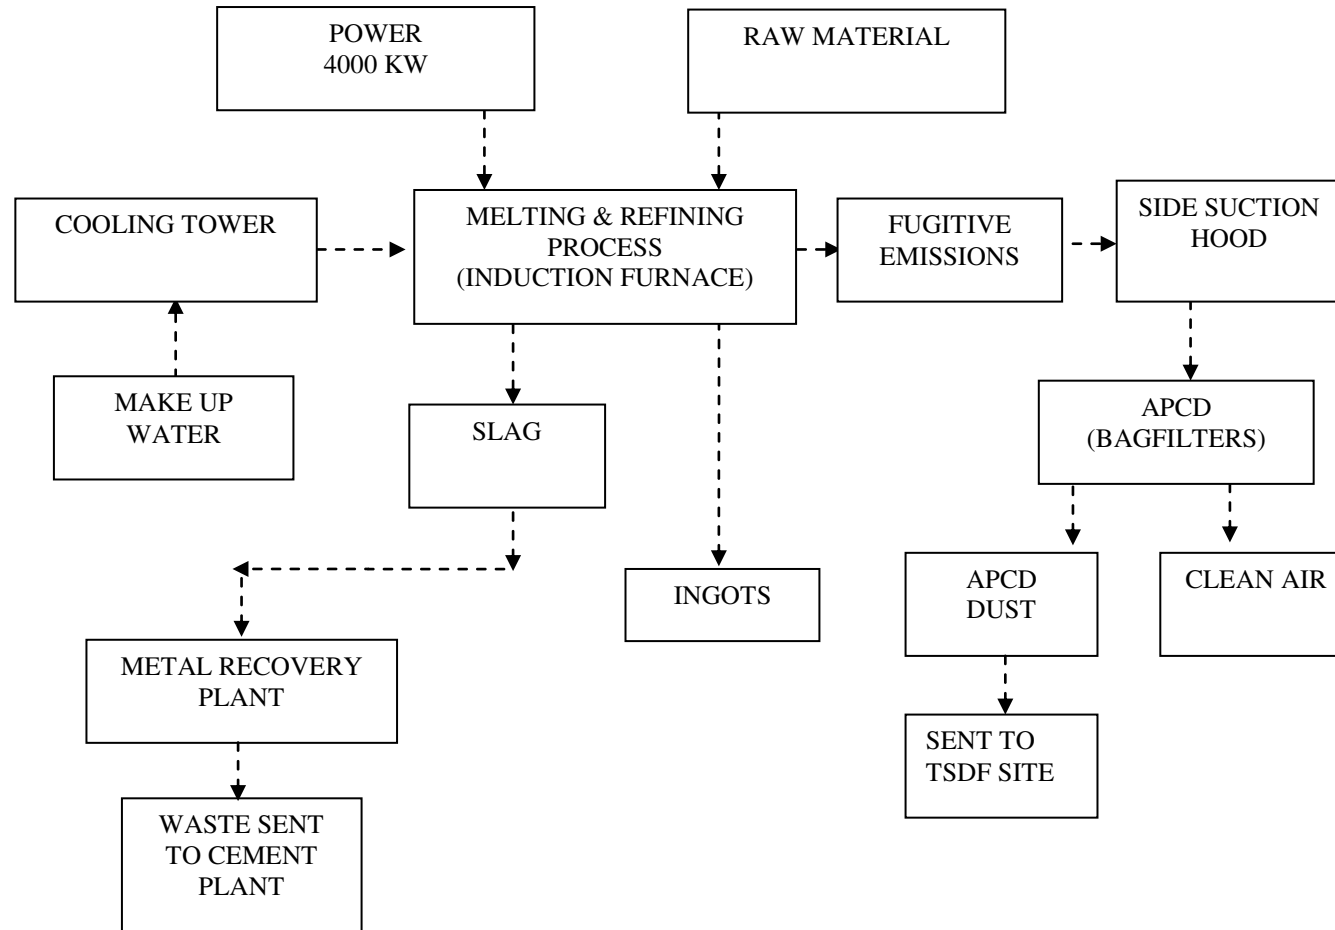 POWER
4000 KW
RAW MATERIAL
COOLING TOWER
MELTING & REFINING
PROCESS
(INDUCTION FURNACE)
FUGITIVE
EMISSIONS
SIDE SUCTION
HOOD
MAKE UP
WATER
SLAG
APCD
(BAGFILTERS)
INGOTS
APCD
DUST
CLEAN AIR
METAL RECOVERY
PLANT
SENT TO
TSDF SITE
WASTE SENT
TO CEMENT
PLANT